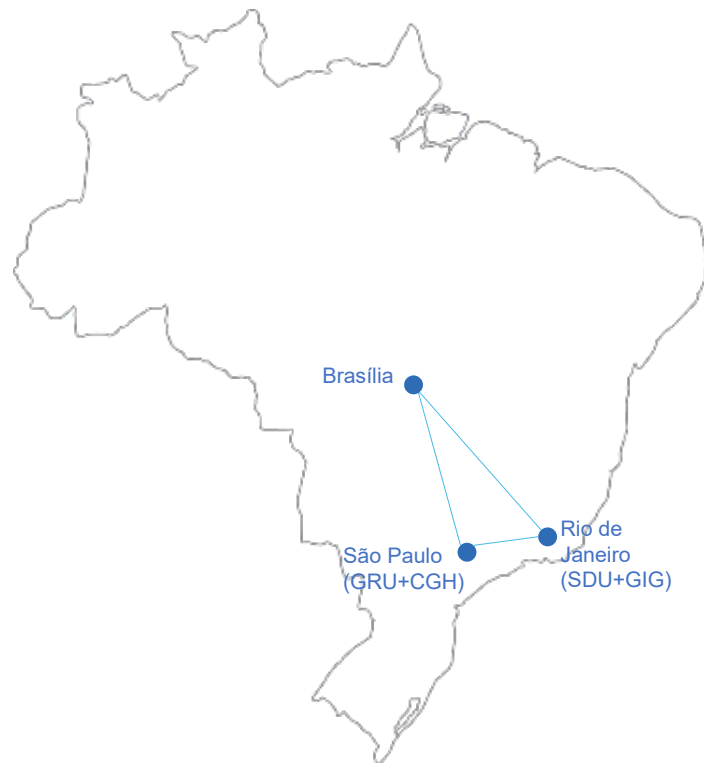 Brasília
São Paulo
(GRU+CGH)
Rio de
Janeiro
(SDU+GIG)